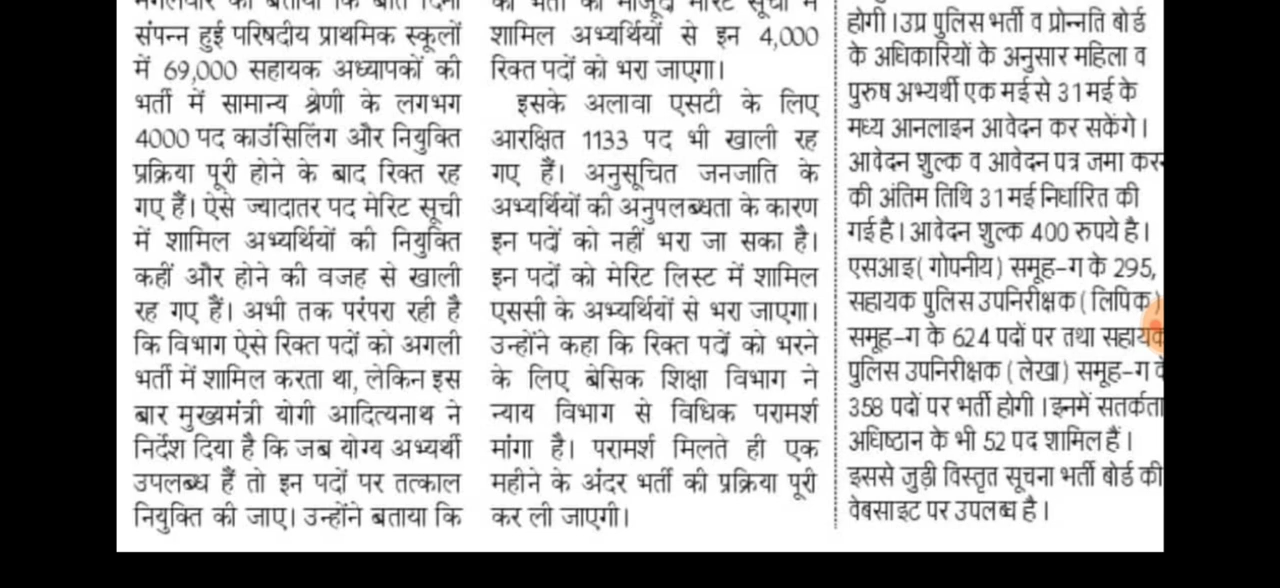 संपन्न हुई परिषदीय प्राथमिक स्कूलों
में 69,000 सहायक अध्यापकों की
भर्ती में सामान्य श्रेणी के लगभग
4000 पद काउंसिलिंग और नियुक्ति
प्रक्रिया पूरी होने के बाद रिक्त रह
गए हैं। ऐसे ज्यादातर पद मेरिट सूची
में शामिल अभ्यर्थियों की नियुक्ति
कहीं और होने की वजह से खाली
रह गए हैं। अभी तक परंपरा रही है
कि विभाग ऐसे रिक्त पदों को अगली
भर्ती में शामिल करता था, लेकिन इस
बार मुख्यमंत्री योगी आदित्यनाथ ने
निर्देश दिया है कि जब योग्य अभ्यर्थी
उपलब्ध हैं तो इन पदों पर तत्काल
नियुक्ति की जाए। उन्होंने बताया कि
शामिल अभ्यर्थियों से इन 4,000
रिक्त पदों को भरा जाएगा।
इसके अलावा एसटी के लिए
आरक्षित 1133 पद भी खाली रह
गए हैं। अनुसूचित जनजाति के
अभ्यर्थियों की अनुपलब्धता के कारण
इन पदों को नहीं भरा जा सका है।
इन पदों को मेरिट लिस्ट में शामिल
एससी के अभ्यर्थियों से भरा जाएगा।
उन्होंने कहा कि रिक्त पदों को भरने
के लिए बेसिक शिक्षा विभाग ने
न्याय विभाग से विधिक परामर्श
मांगा है। परामर्श मिलते ही एक
महीने के अंदर भर्ती की प्रक्रिया पूरी
कर ली जाएगी।
होगी।उप्र पुलिस भर्ती व प्रोन्नति बोर्ड
के अधिकारियों के अनुसार महिला व
पुरुष अभ्यर्थी एक मई से 31 मई के
मध्य आनलाइन आवेदन कर सकेंगे।
आवेदन शुल्क व आवेदन पत्र जमा कर
की अंतिम तिथि 31 मई निर्धारित की
गई है। आवेदन शुल्क 400 रुपये है।
एसआइ( गोपनीय) समूह-ग के 295,
सहायक पुलिस उपनिरीक्षक ( लिपिक)
समूह-ग के 624 पदों पर तथा सहायक
पुलिस उपनिरीक्षक ( लेखा) समूह-ग के
358 पदों पर भर्ती होगी। इनमें सतर्कता
अधिष्ठान के भी 52 पद शामिल हैं।
इससे जुड़ी विस्तृत सूचना भर्ती बोर्ड की
वेबसाइट पर उपलब्ध है।